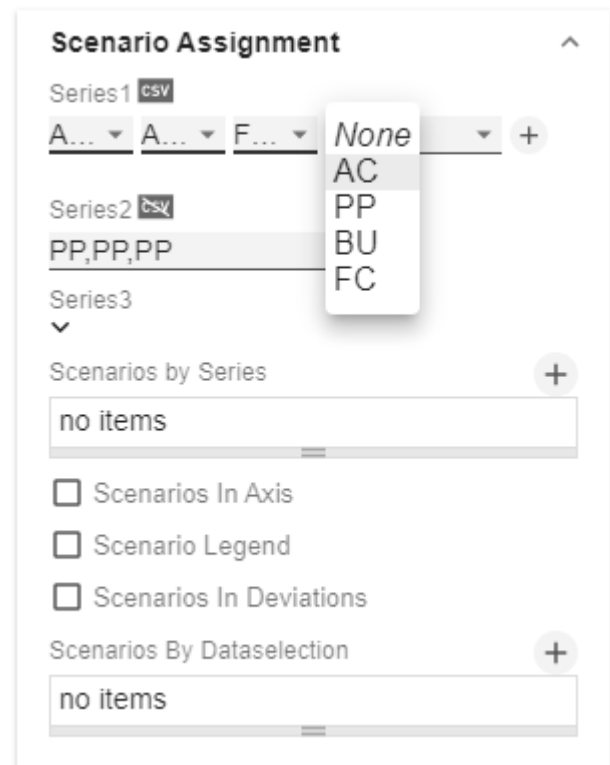 Scenario Assignment
Series1 CSV
A... A... F... None +
AC
PP
BU
FC
Series2 CSV
PP,PP,PP
Series3
Scenarios by Series +
no items
Scenarios In Axis
Scenario Legend
Scenarios In Deviations
Scenarios By Dataselection +
no items